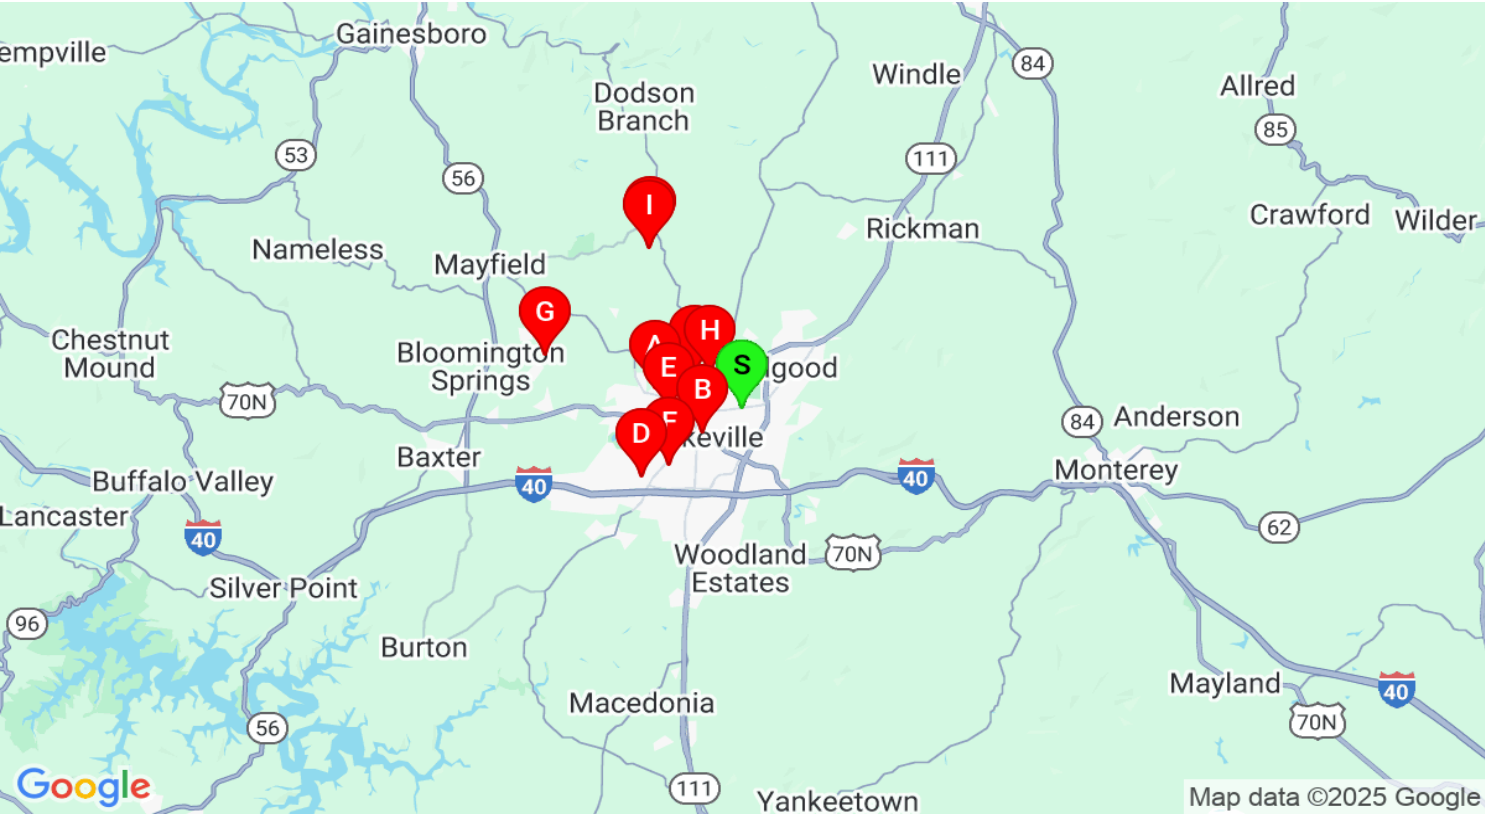 Gainesboro
empville
Windle
84
Allred
Dodson
Branch
85
53
111
56
I
Crawford
Wilder
Rickman
Nameless
Mayfield
G
H
Chestnut
Mound
A
Bloomington
Springs
E
S
lgood
B
70N
Anderson
84
F
D
keville
Baxter
Monterey
Buffalo Valley
40
40
Lancaster
62
40
Woodland
Estates
70N
Silver Point
96
Burton
Mayland
40
Macedonia
70N
56
Google
111
Yankeetown
Map data ©2025 Google